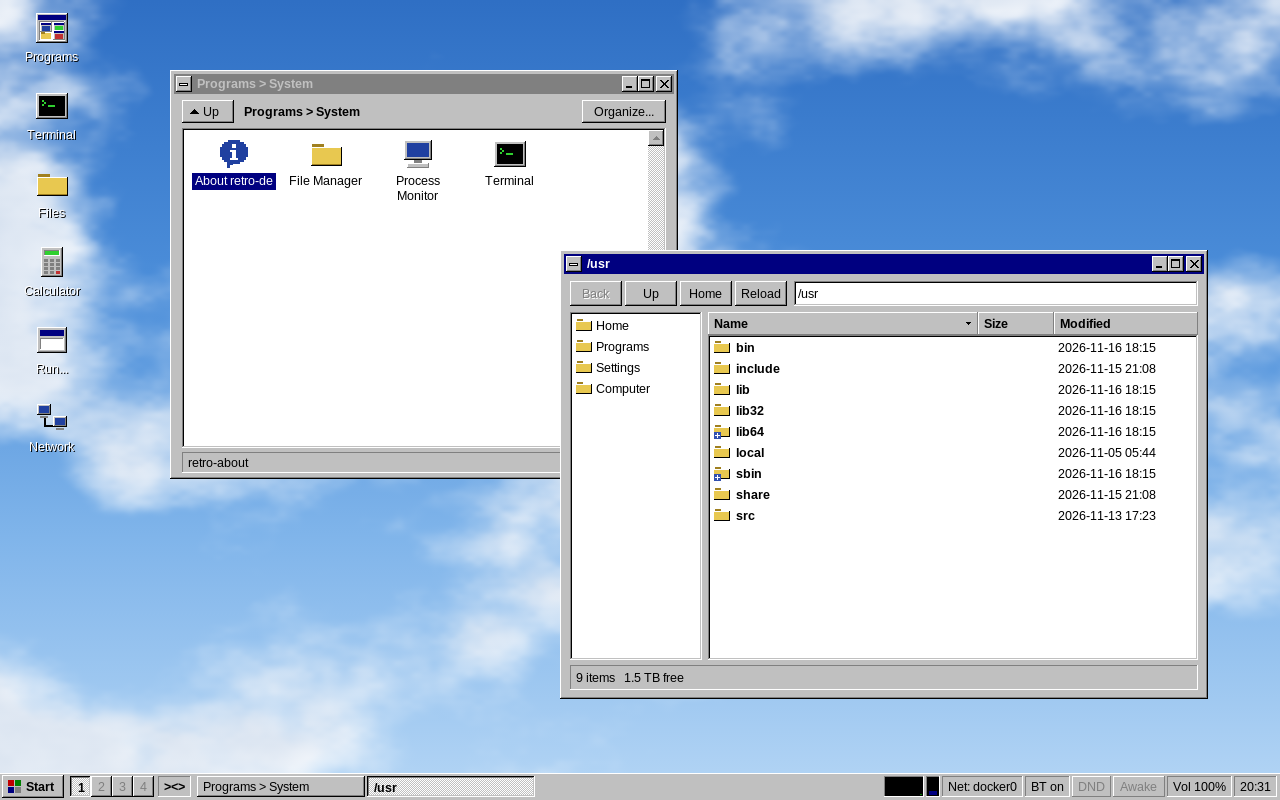 Programs
Terminal
Files
Calculator
Run...
Network
Programs > System
Up
Programs > System
Organize...
About retro-de
File Manager
Process
Monitor
Terminal
retro-about
/usr
Back
Up
Home
Reload
/usr
Home
Programs
Settings
Computer
Name
Size
Modified
bin 2026-11-16 18:15
include 2026-11-15 21:08
lib 2026-11-16 18:15
lib32 2026-11-16 18:15
lib64 2026-11-16 18:15
local 2026-11-05 05:44
sbin 2026-11-16 18:15
share 2026-11-15 21:08
src 2026-11-13 17:23
9 items 1.5 TB free
Start
1
2
3
4
><>
Programs > System
/usr
Net: docker0
BT on
DND
Awake
Vol 100%
20:31